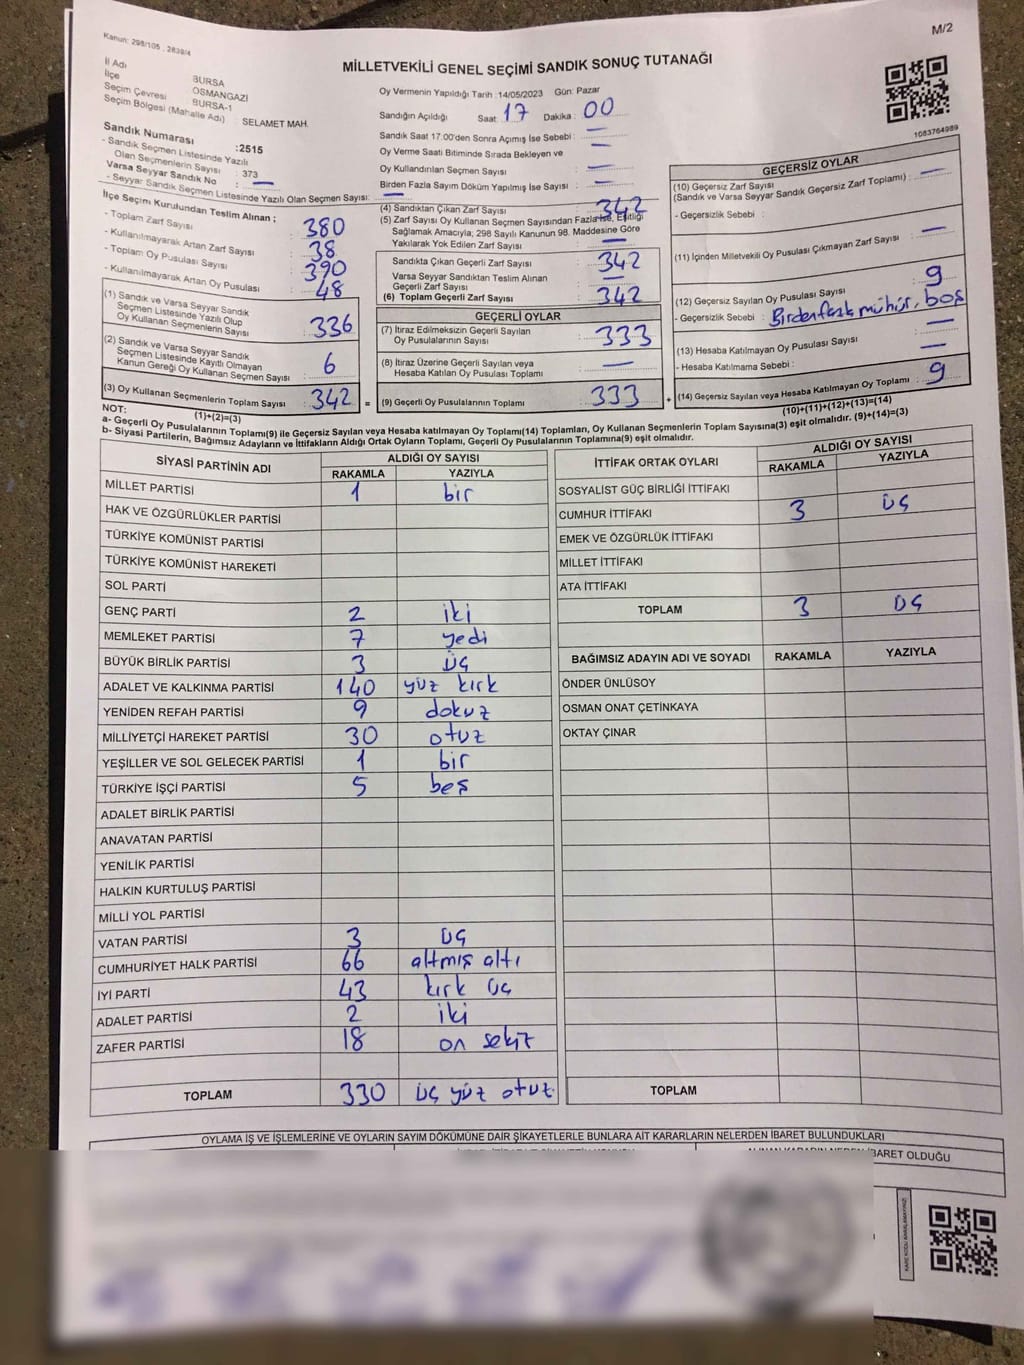 Kanun: 298/105 , 2839/4
M/2
MİLLETVEKİLİ GENEL SEÇİMİ SANDIK SONUÇ TUTANAĞI
İl Adı BURSA
İlçe OSMANGAZİ
Seçim Çevresi BURSA-1
Seçim Bölgesi (Mahalle Adı) SELAMET MAH.
Sandık Numarası :2515
- Sandık Seçmen Listesinde Yazılı
Olan Seçmenlerin Sayısı : 373
Varsa Seyyar Sandık No : —
- Seyyar Sandık Seçmen Listesinde Yazılı Olan Seçmen Sayısı: —
Oy Vermenin Yapıldığı Tarih :14/05/2023 Gün: Pazar
Sandığın Açıldığı Saat : 17 Dakika : 00
Sandık Saat 17.00'den Sonra Açımış İse Sebebi : —
Oy Verme Saati Bitiminde Sırada Bekleyen ve
Oy Kullandırılan Seçmen Sayısı : —
Birden Fazla Sayım Döküm Yapılmış İse Sayısı : —
1083764989
İlçe Seçim Kurulundan Teslim Alınan ;
- Toplam Zarf Sayısı : 380
- Kullanılmayarak Artan Zarf Sayısı : 38
- Toplam Oy Pusulası Sayısı : 390
- Kullanılmayarak Artan Oy Pusulası : 48
(1) Sandık ve Varsa Seyyar Sandık
Seçmen Listesinde Yazılı Olup
Oy Kullanan Seçmenlerin Sayısı : 336
(2) Sandık ve Varsa Seyyar Sandık
Seçmen Listesinde Kayıtlı Olmayan
Kanun Gereği Oy Kullanan Seçmen Sayısı : 6
(3) Oy Kullanan Seçmenlerin Toplam Sayısı : 342
(1)+(2)=(3)
(4) Sandıktan Çıkan Zarf Sayısı : 342
(5) Zarf Sayısı Oy Kullanan Seçmen Sayısından Fazla İse, Eşitliği
Sağlamak Amacıyla; 298 Sayılı Kanunun 98. Maddesine Göre
Yakılarak Yok Edilen Zarf Sayısı : —
Sandıkta Çıkan Geçerli Zarf Sayısı : 342
Varsa Seyyar Sandıktan Teslim Alınan
Geçerli Zarf Sayısı : —
(6) Toplam Geçerli Zarf Sayısı : 342
GEÇERLİ OYLAR
(7) İtiraz Edilmeksizin Geçerli Sayılan
Oy Pusulalarının Sayısı : 333
(8) İtiraz Üzerine Geçerli Sayılan veya
Hesaba Katılan Oy Pusulası Toplamı : —
= (9) Geçerli Oy Pusulalarının Toplamı : 333 +
GEÇERSİZ OYLAR
(10) Geçersiz Zarf Sayısı : —
(Sandık ve Varsa Seyyar Sandık Geçersiz Zarf Toplamı)
- Geçersizlik Sebebi :
(11) İçinden Milletvekili Oy Pusulası Çıkmayan Zarf Sayısı : —
(12) Geçersiz Sayılan Oy Pusulası Sayısı : 9
- Geçersizlik Sebebi : Birden fazla mühür, boş
(13) Hesaba Katılmayan Oy Pusulası Sayısı : —
- Hesaba Katılmama Sebebi : —
(14) Geçersiz Sayılan veya Hesaba Katılmayan Oy Toplamı : 9
(10)+(11)+(12)+(13)=(14)
NOT:
a- Geçerli Oy Pusulalarının Toplamı(9) ile Geçersiz Sayılan veya Hesaba Katılmayan Oy Toplamı(14) Toplamları, Oy Kullanan Seçmenlerin Toplam Sayısına(3) eşit olmalıdır. (9)+(14)=(3)
b- Siyasi Partilerin, Bağımsız Adayların ve İttifakların Aldığı Ortak Oyların Toplamı, Geçerli Oy Pusulalarının Toplamına(9) eşit olmalıdır.
SİYASİ PARTİNİN ADI ALDIĞI OY SAYISI
RAKAMLA YAZIYLA
MİLLET PARTİSİ 1 bir
HAK VE ÖZGÜRLÜKLER PARTİSİ
TÜRKİYE KOMÜNİST PARTİSİ
TÜRKİYE KOMÜNİST HAREKETİ
SOL PARTİ
GENÇ PARTİ 2 iki
MEMLEKET PARTİSİ 7 yedi
BÜYÜK BİRLİK PARTİSİ 3 üç
ADALET VE KALKINMA PARTİSİ 140 yüz kırk
YENİDEN REFAH PARTİSİ 9 dokuz
MİLLİYETÇİ HAREKET PARTİSİ 30 otuz
YEŞİLLER VE SOL GELECEK PARTİSİ 1 bir
TÜRKİYE İŞÇİ PARTİSİ 5 beş
ADALET BİRLİK PARTİSİ
ANAVATAN PARTİSİ
YENİLİK PARTİSİ
HALKIN KURTULUŞ PARTİSİ
MİLLİ YOL PARTİSİ
VATAN PARTİSİ 3 üç
CUMHURİYET HALK PARTİSİ 66 altmış altı
İYİ PARTİ 43 kırk üç
ADALET PARTİSİ 2 iki
ZAFER PARTİSİ 18 on sekiz
TOPLAM 330 üç yüz otuz
İTTİFAK ORTAK OYLARI ALDIĞI OY SAYISI
RAKAMLA YAZIYLA
SOSYALİST GÜÇ BİRLİĞİ İTTİFAKI
CUMHUR İTTİFAKI 3 üç
EMEK VE ÖZGÜRLÜK İTTİFAKI
MİLLET İTTİFAKI
ATA İTTİFAKI
TOPLAM 3 üç
BAĞIMSIZ ADAYIN ADI VE SOYADI RAKAMLA YAZIYLA
ÖNDER ÜNLÜSOY
OSMAN ONAT ÇETİNKAYA
OKTAY ÇINAR
TOPLAM
OYLAMA İŞ VE İŞLEMLERİNE VE OYLARIN SAYIM DÖKÜMÜNE DAİR ŞİKAYETLERLE BUNLARA AİT KARARLARIN NELERDEN İBARET BULUNDUKLARI
İBARET OLDUĞU
KARE KODU KARALAMAYINIZ!